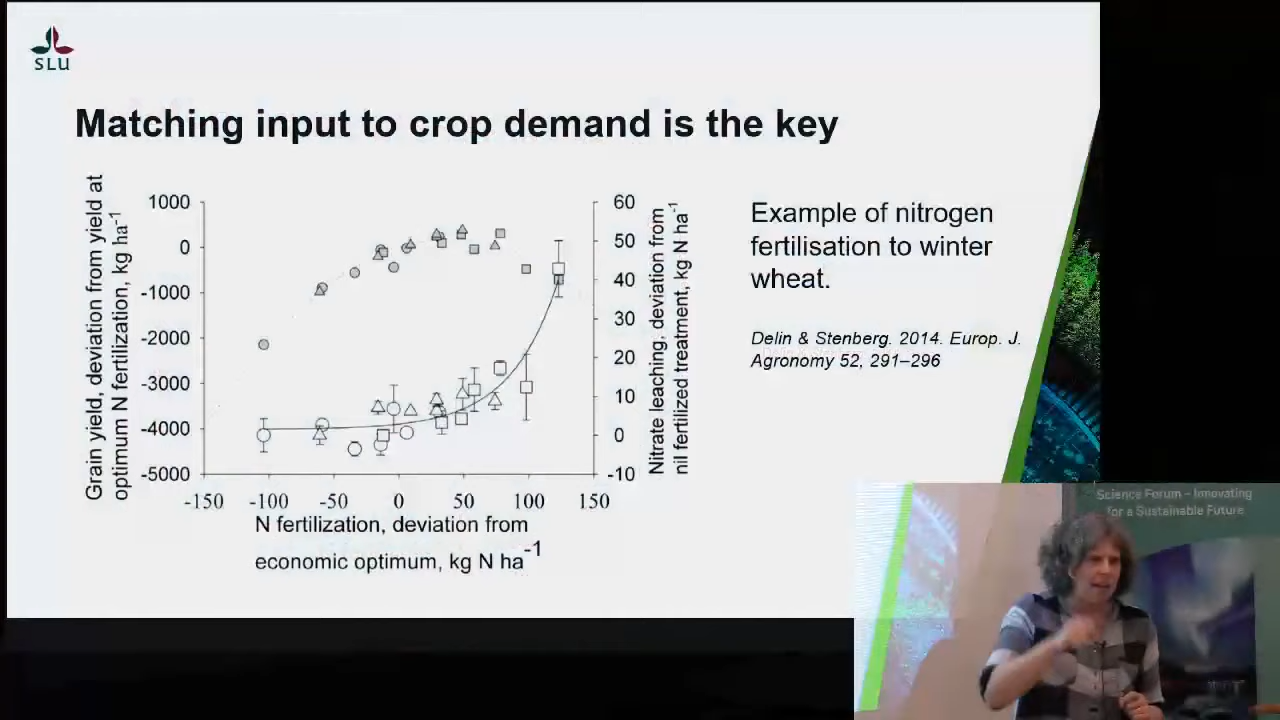 SLU
Matching input to crop demand is the key
Grain yield, deviation from yield at
optimum N fertilization, kg ha-1
1000
0
-1000
-2000
-3000
-4000
-5000
60
50
40
30
20
10
0
-10
Nitrate leaching, deviation from
nil fertilized treatment, kg N ha-1
-150 -100 -50 0 50 100 150
N fertilization, deviation from
economic optimum, kg N ha-1
Example of nitrogen
fertilisation to winter
wheat.
Delin & Stenberg. 2014. Europ. J.
Agronomy 52, 291–296
Science Forum – Innovating
for a Sustainable Future